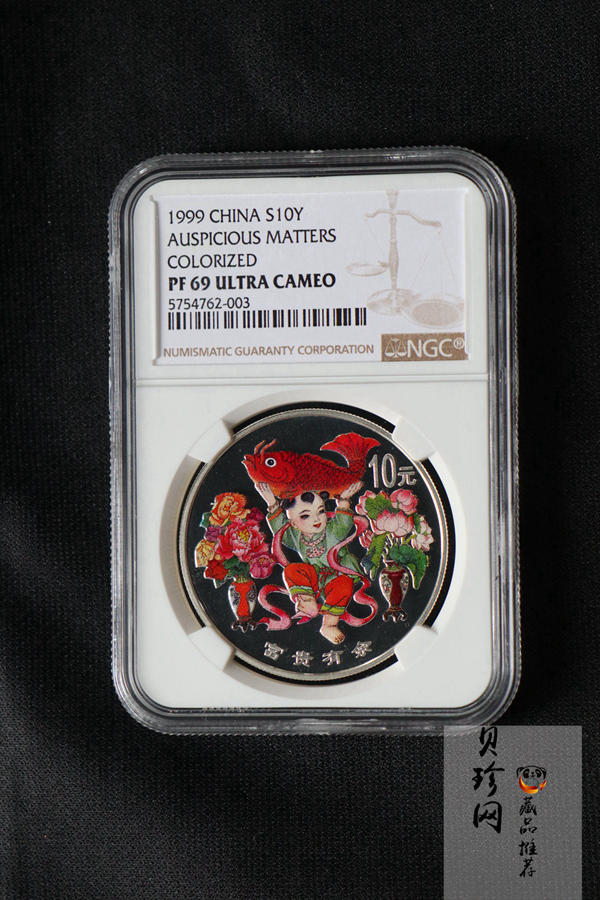 1999 CHINA S10Y
AUSPICIOUS MATTERS
COLORIZED
PF 69 ULTRA CAMEO
5754762-003
NUMISMATIC GUARANTY CORPORATION
NGC®
10元
富贵有余
贝珍网
藏品推荐